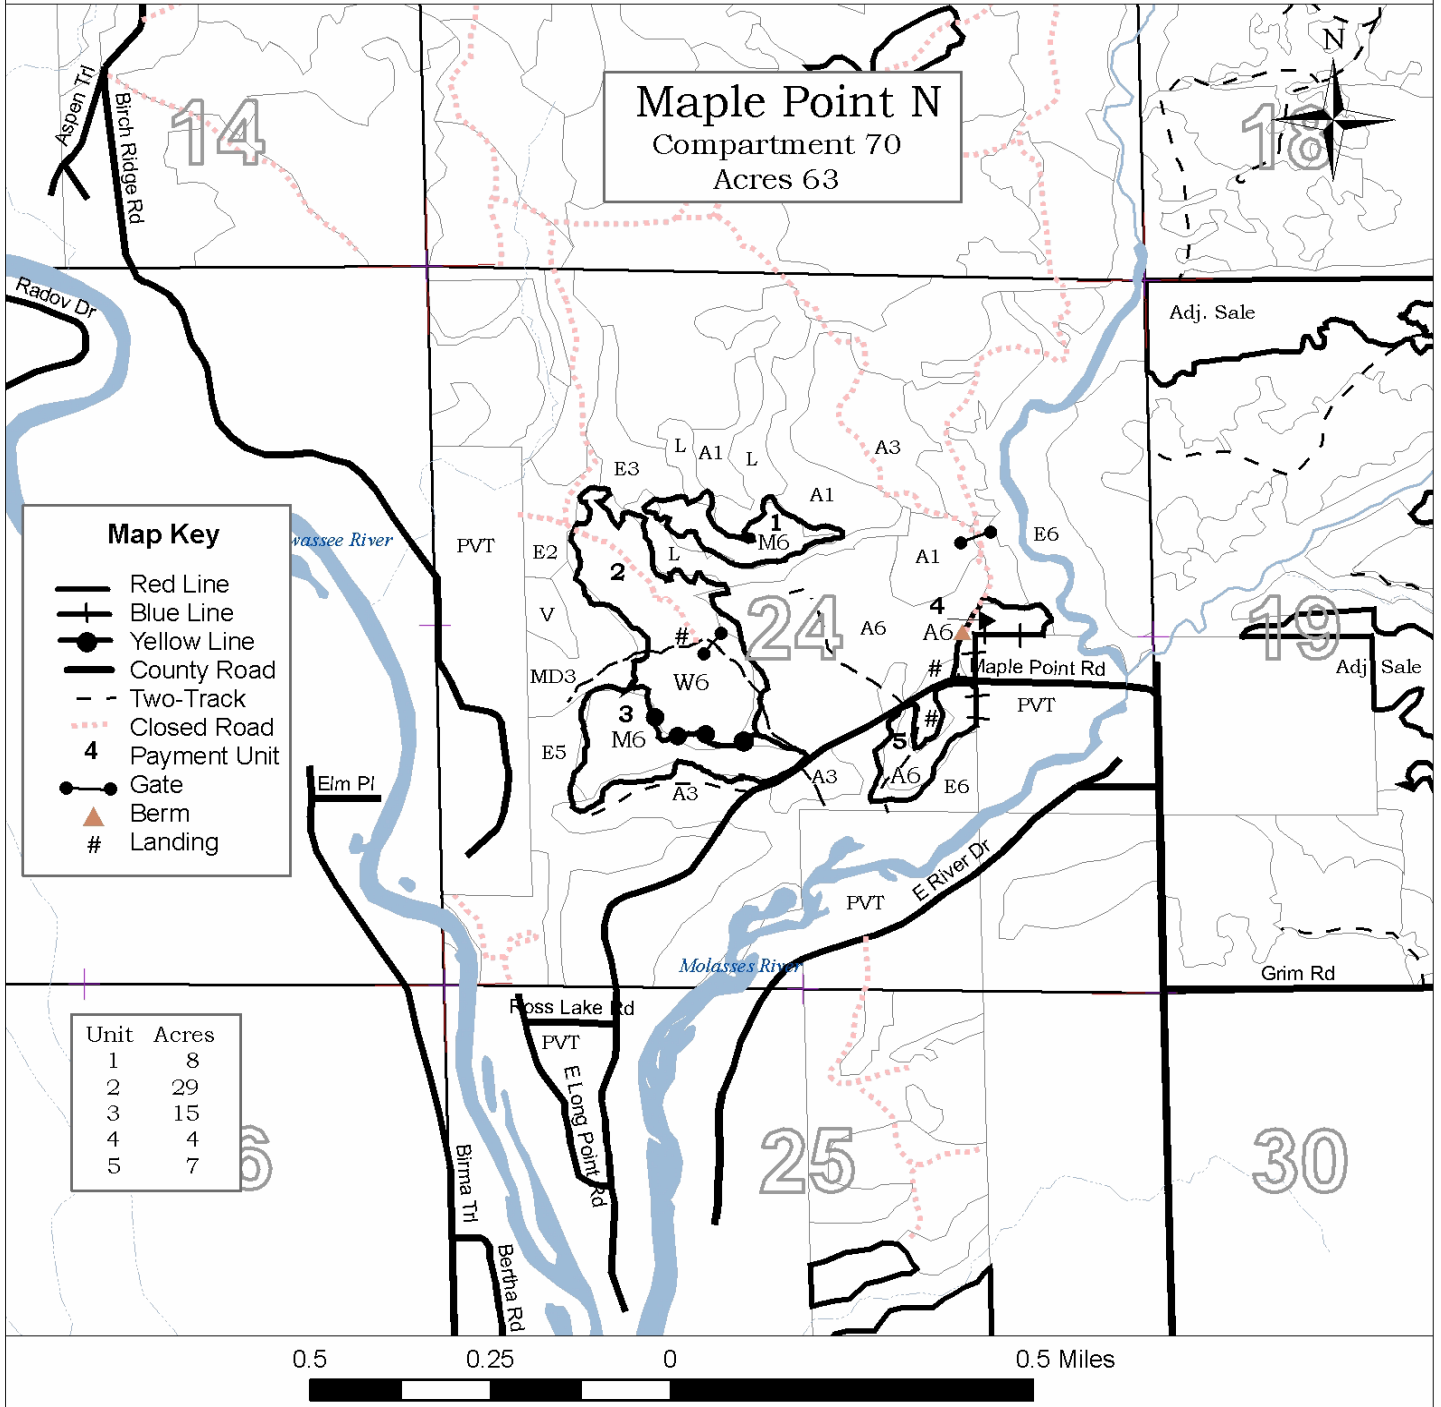 Maple Point N
Compartment 70
Acres 63
N
14
18
Aspen Trl
Birch Ridge Rd
Radov Dr
Adj. Sale
L
A1
L
A3
E3
A1
1
M6
E6
PVT
E2
L
A1
2
wassee River
Map Key
Red Line
Blue Line
Yellow Line
County Road
Two-Track
Closed Road
4
Payment Unit
Gate
Berm
#
Landing
V
#
24
A6
4
A6
19
MD3
W6
#
Maple Point Rd
Adj. Sale
3
M6
E5
#
PVT
5
A6
A3
A3
E6
Elm Pl
PVT
E River Dr
Molasses River
Grim Rd
Ross Lake Rd
PVT
E Long Point Rd
Unit Acres
1 8
2 29
3 15
4 4
5 7
6
25
30
Birma Trl
Bertha Rd
0.5 0.25 0 0.5 Miles